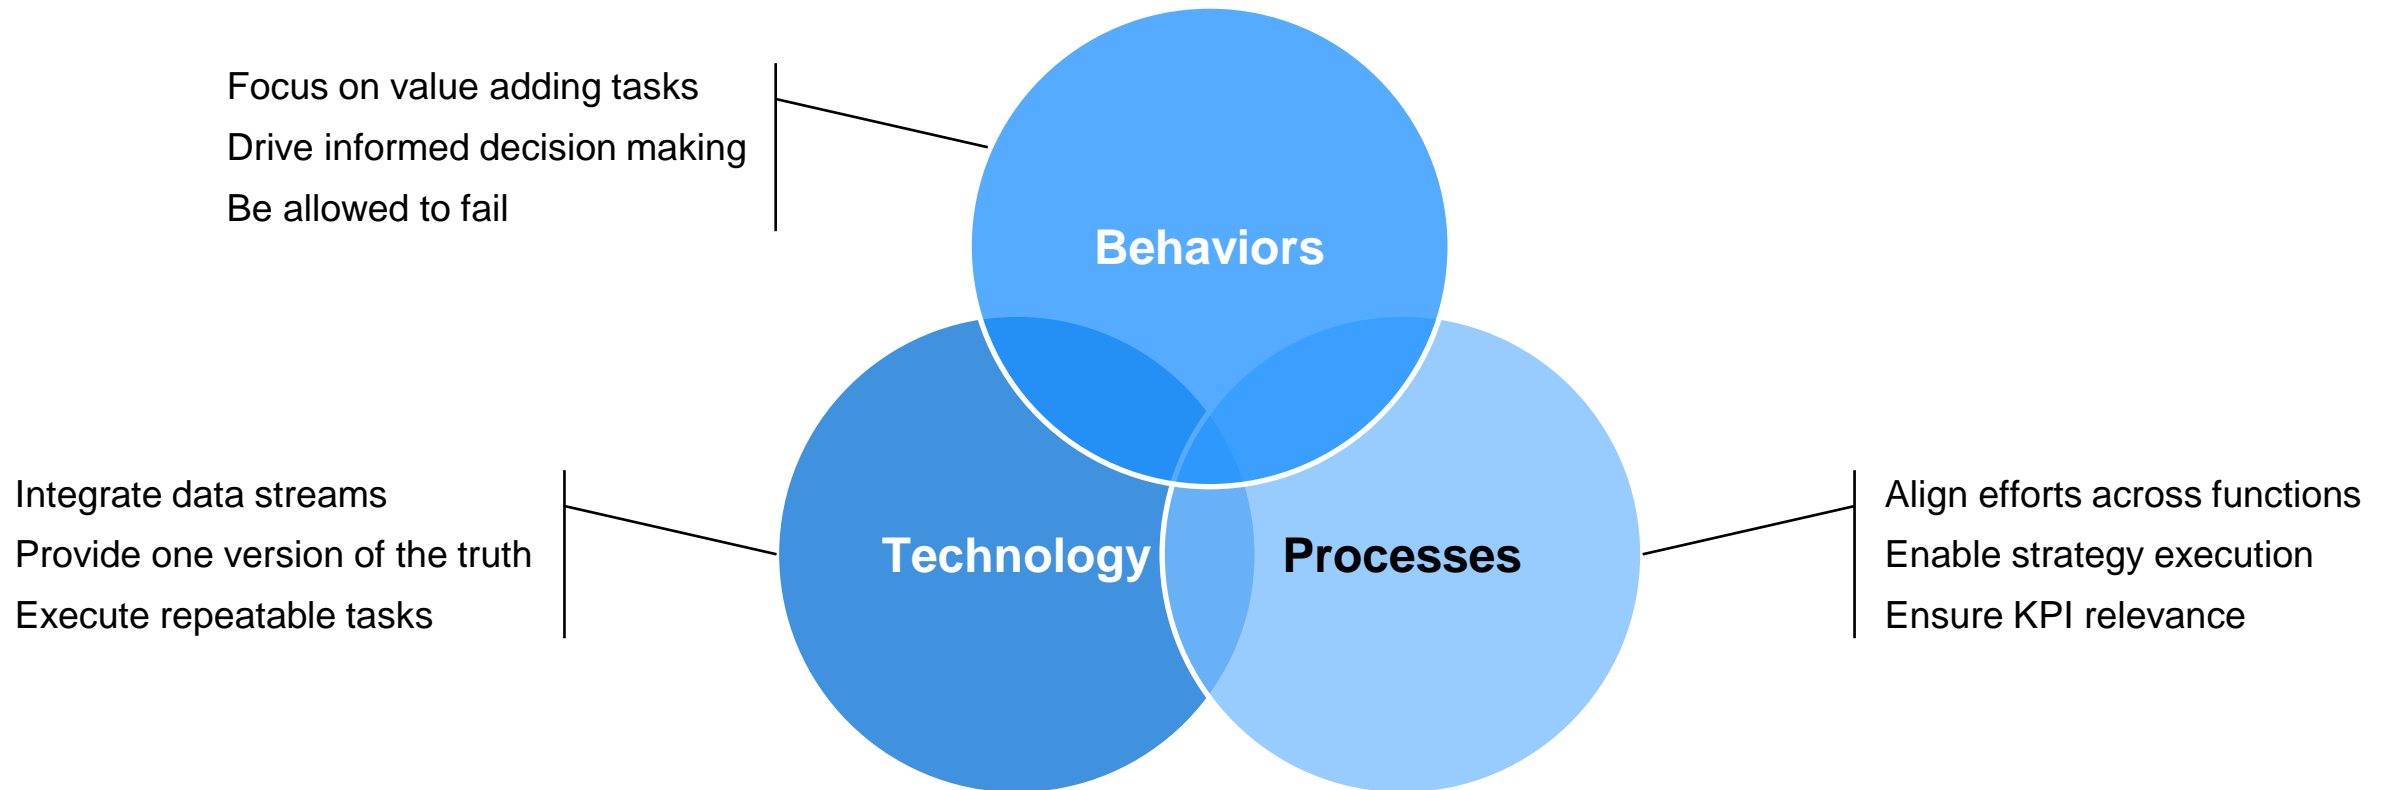 Focus on value adding tasks
Drive informed decision making
Be allowed to fail
Behaviors
Integrate data streams
Provide one version of the truth
Execute repeatable tasks
Technology
Processes
Align efforts across functions
Enable strategy execution
Ensure KPI relevance